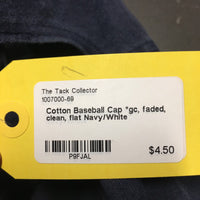 The Tack Collector
1007000-69
Cotton Baseball Cap *gc, faded,
clean, flat Navy/White
P9FJAL
$4.50